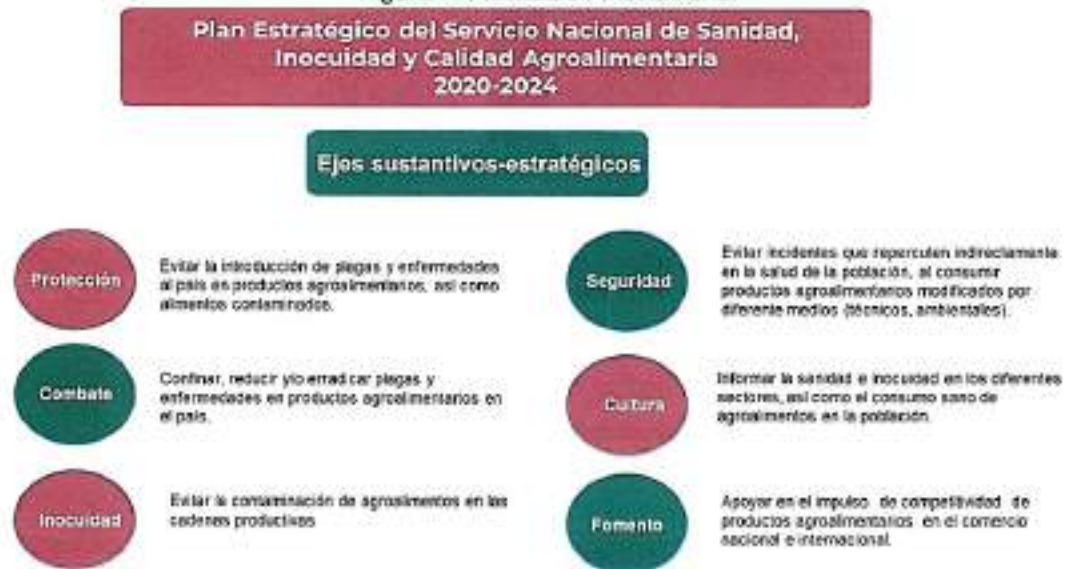 Plan Estratégico del Servicio Nacional de Sanidad,
Inocuidad y Calidad Agroalimentaria
2020-2024
Ejes sustantivos-estratégicos
Protección
Evitar la introducción de plagas y enfermedades
al país en productos agroalimentarios, así como
alimentos contaminados.
Combate
Confinar, reducir y/o erradicar plagas y
enfermedades en productos agroalimentarios en
el país.
Inocuidad
Evitar la contaminación de agroalimentos en las
cadenas productivas
Seguridad
Evitar incidentes que repercuten indirectamente
en la salud de la población, al consumir
productos agroalimentarios modificados por
diferente medios (técnicos, ambientales).
Cultura
Informar la sanidad e inocuidad en los diferentes
sectores, así como el consumo sano de
agroalimentos en la población.
Fomento
Apoyar en el impulso de competitividad de
productos agroalimentarios en el comercio
nacional e internacional.